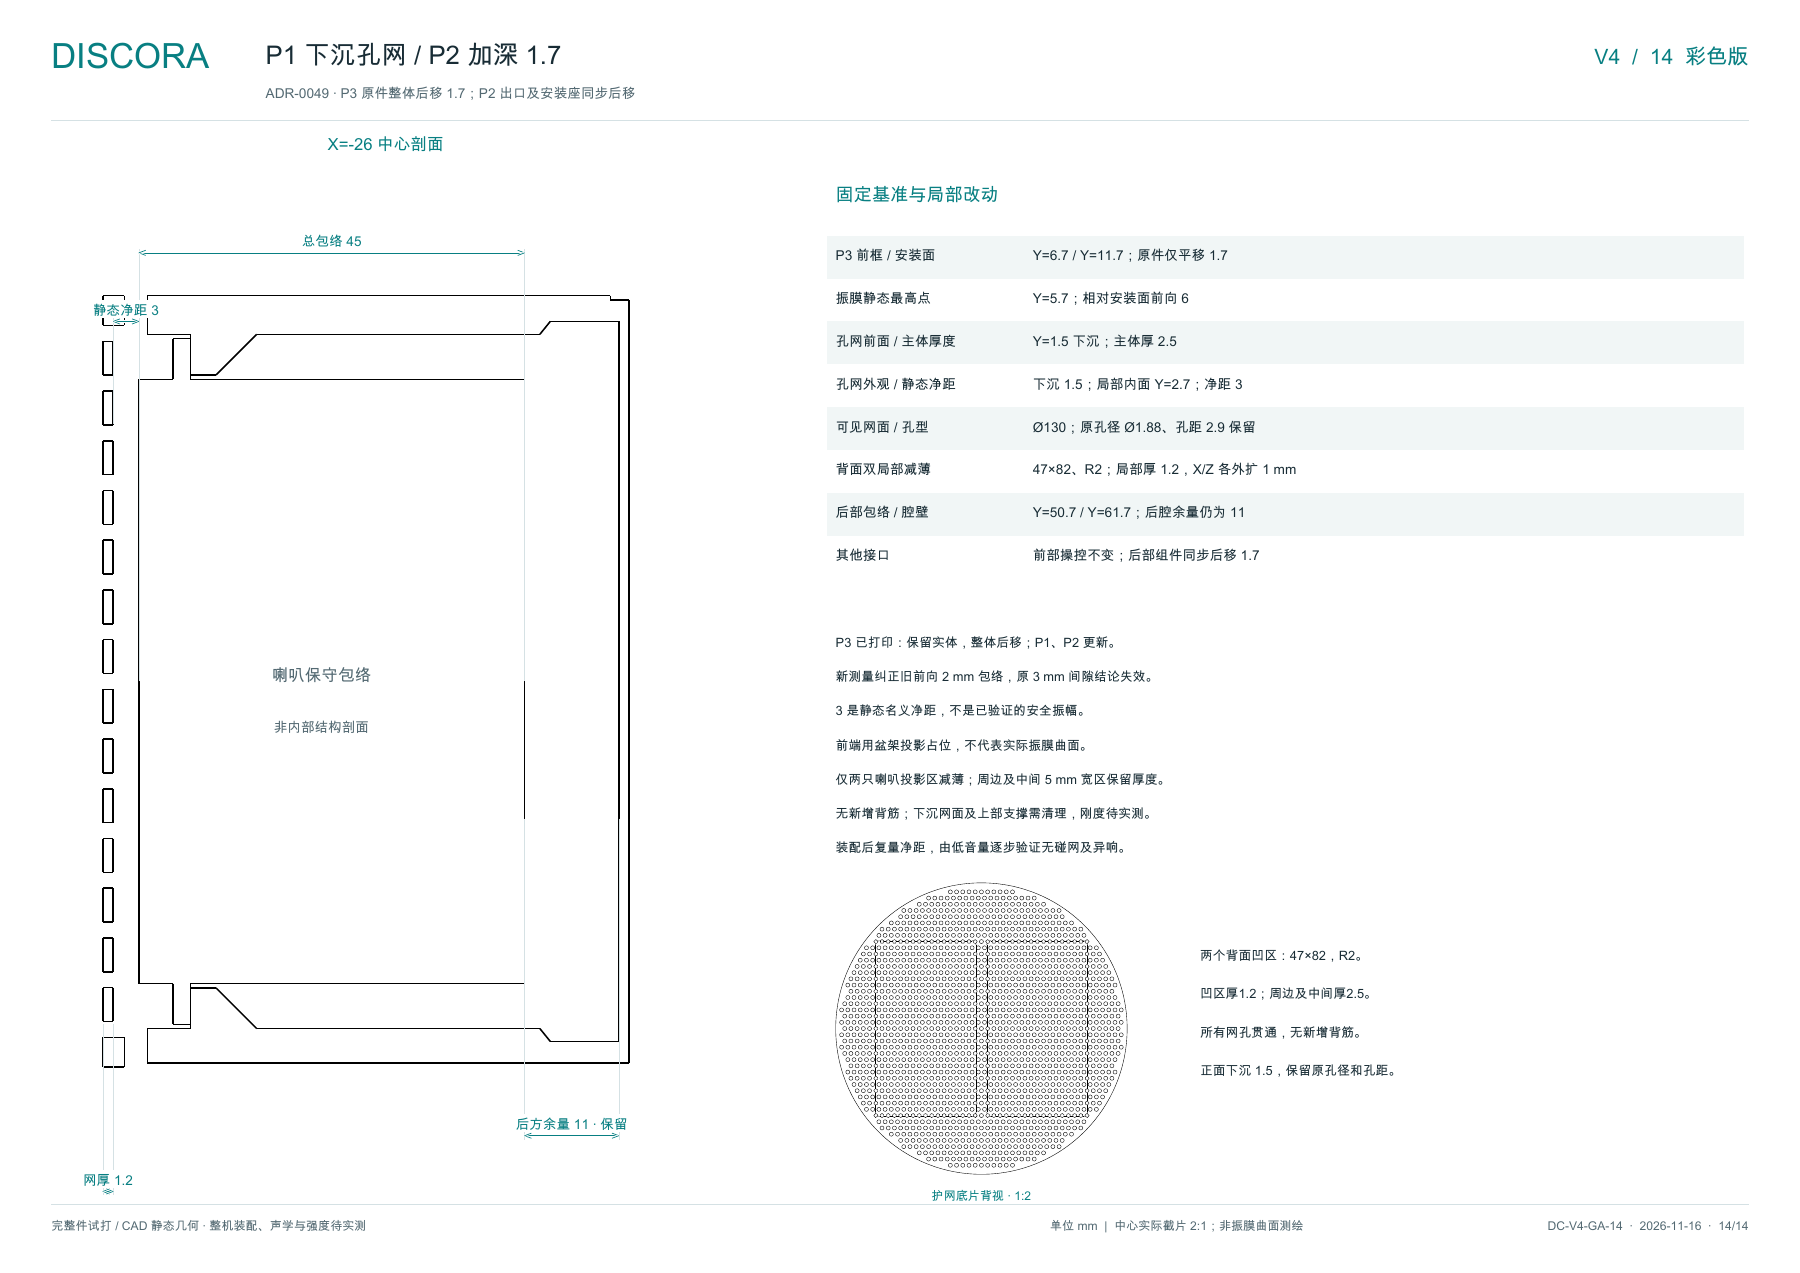 DISCORA
P1 下沉孔网 / P2 加深 1.7
V4 / 14 彩色版
ADR-0049 · P3 原件整体后移 1.7；P2 出口及安装座同步后移
X=-26 中心剖面
总包络 45
静态净距 3
喇叭保守包络
非内部结构剖面
后方余量 11 · 保留
网厚 1.2
固定基准与局部改动
P3 前框 / 安装面 Y=6.7 / Y=11.7；原件仅平移 1.7
振膜静态最高点 Y=5.7；相对安装面前向 6
孔网前面 / 主体厚度 Y=1.5 下沉；主体厚 2.5
孔网外观 / 静态净距 下沉 1.5；局部内面 Y=2.7；净距 3
可见网面 / 孔型 Ø130；原孔径 Ø1.88、孔距 2.9 保留
背面双局部减薄 47×82、R2；局部厚 1.2，X/Z 各外扩 1 mm
后部包络 / 腔壁 Y=50.7 / Y=61.7；后腔余量仍为 11
其他接口 前部操控不变；后部组件同步后移 1.7
P3 已打印：保留实体，整体后移；P1、P2 更新。
新测量纠正旧前向 2 mm 包络，原 3 mm 间隙结论失效。
3 是静态名义净距，不是已验证的安全振幅。
前端用盆架投影占位，不代表实际振膜曲面。
仅两只喇叭投影区减薄；周边及中间 5 mm 宽区保留厚度。
无新增背筋；下沉网面及上部支撑需清理，刚度待实测。
装配后复量净距，由低音量逐步验证无碰网及异响。
两个背面凹区：47×82，R2。
凹区厚1.2；周边及中间厚2.5。
所有网孔贯通，无新增背筋。
正面下沉 1.5，保留原孔径和孔距。
护网底片背视 · 1:2
完整件试打 / CAD 静态几何 · 整机装配、声学与强度待实测
单位 mm | 中心实际截片 2:1；非振膜曲面测绘
DC-V4-GA-14 · 2026-11-16 · 14/14